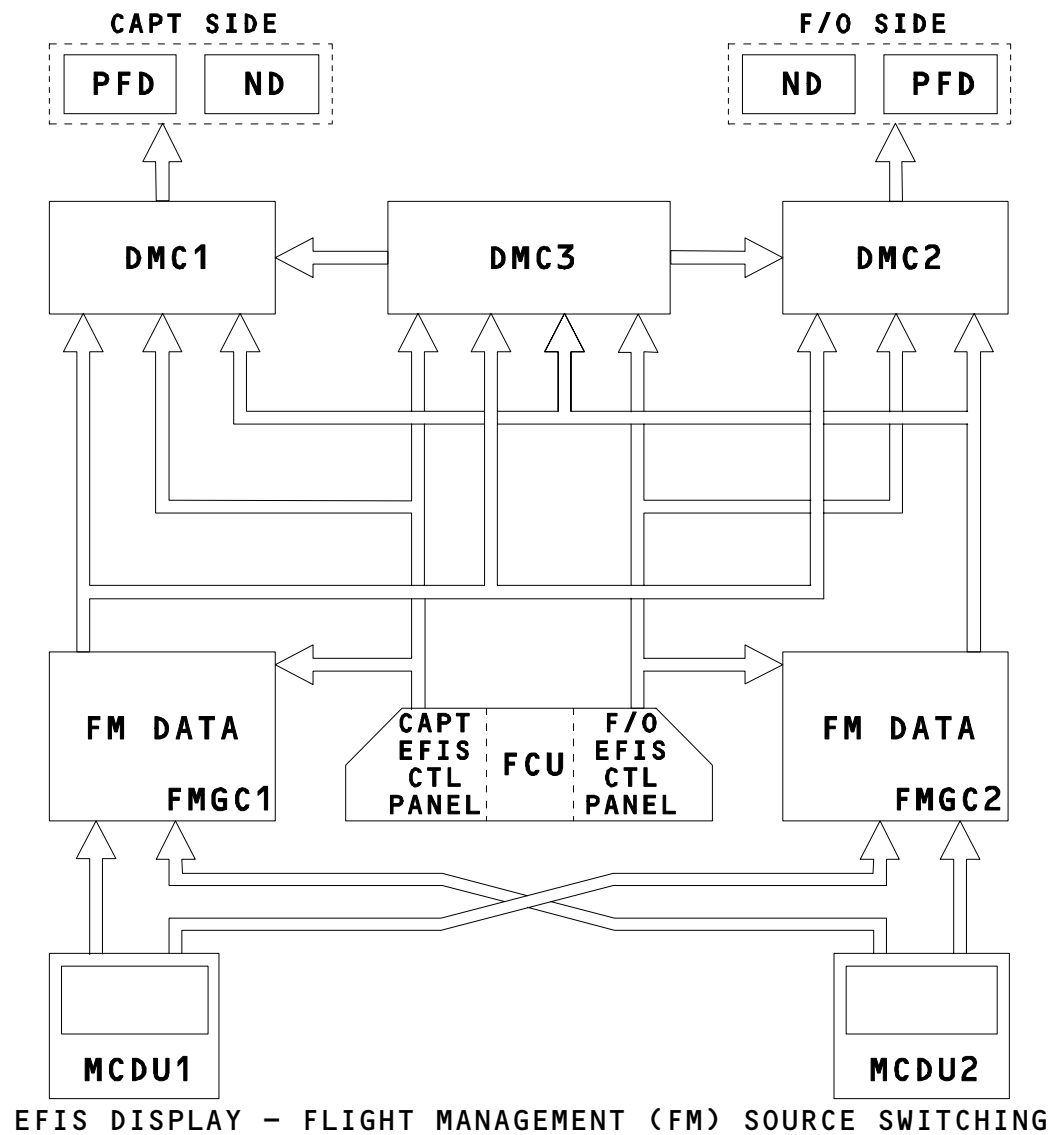 CAPT SIDE
F/O SIDE
PFD
ND
ND
PFD
DMC1
DMC3
DMC2
FM DATA
FMGC1
CAPT
EFIS
CTL
PANEL
FCU
F/O
EFIS
CTL
PANEL
FM DATA
FMGC2
MCDU1
MCDU2
EFIS DISPLAY – FLIGHT MANAGEMENT (FM) SOURCE SWITCHING